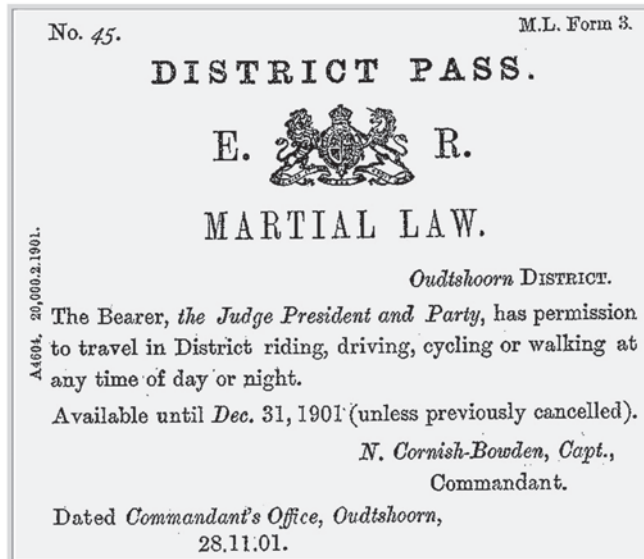 No. 45.
M.L. Form 3.
DISTRICT PASS.
E. R.
MARTIAL LAW.
Oudtshoorn DISTRICT.
A4604. 20,000.2.1901.
The Bearer, the Judge President and Party, has permission
to travel in District riding, driving, cycling or walking at
any time of day or night.
Available until Dec. 31, 1901 (unless previously cancelled).
N. Cornish-Bowden, Capt.,
Commandant.
Dated Commandant's Office, Oudtshoorn,
28.11.01.